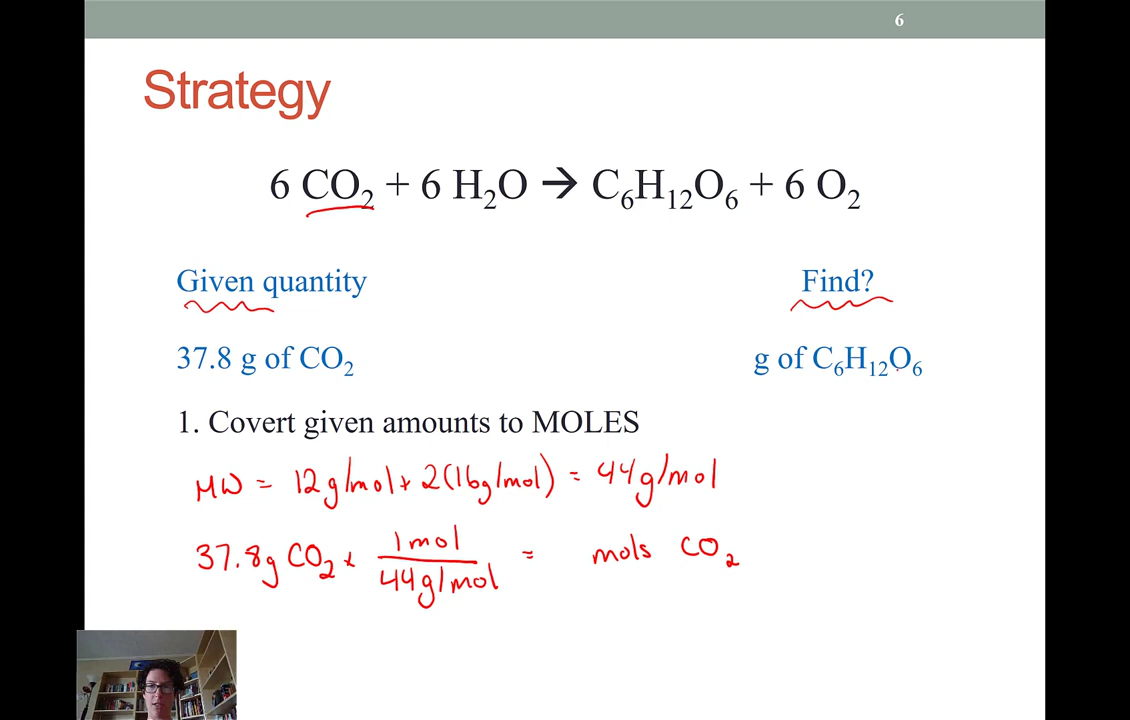 6
Strategy
6 CO₂ + 6 H₂O → C₆H₁₂O₆ + 6 O₂
Given quantity Find?
37.8 g of CO₂ g of C₆H₁₂O₆
1. Covert given amounts to MOLES
MW = 12g/mol + 2(16g/mol) = 44g/mol
37.8g CO₂ × 1mol/44g/mol = mols CO₂